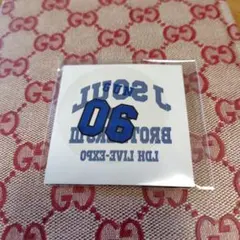 J SOUL
06
BROTHERS III
LDH LIVE-EXPO